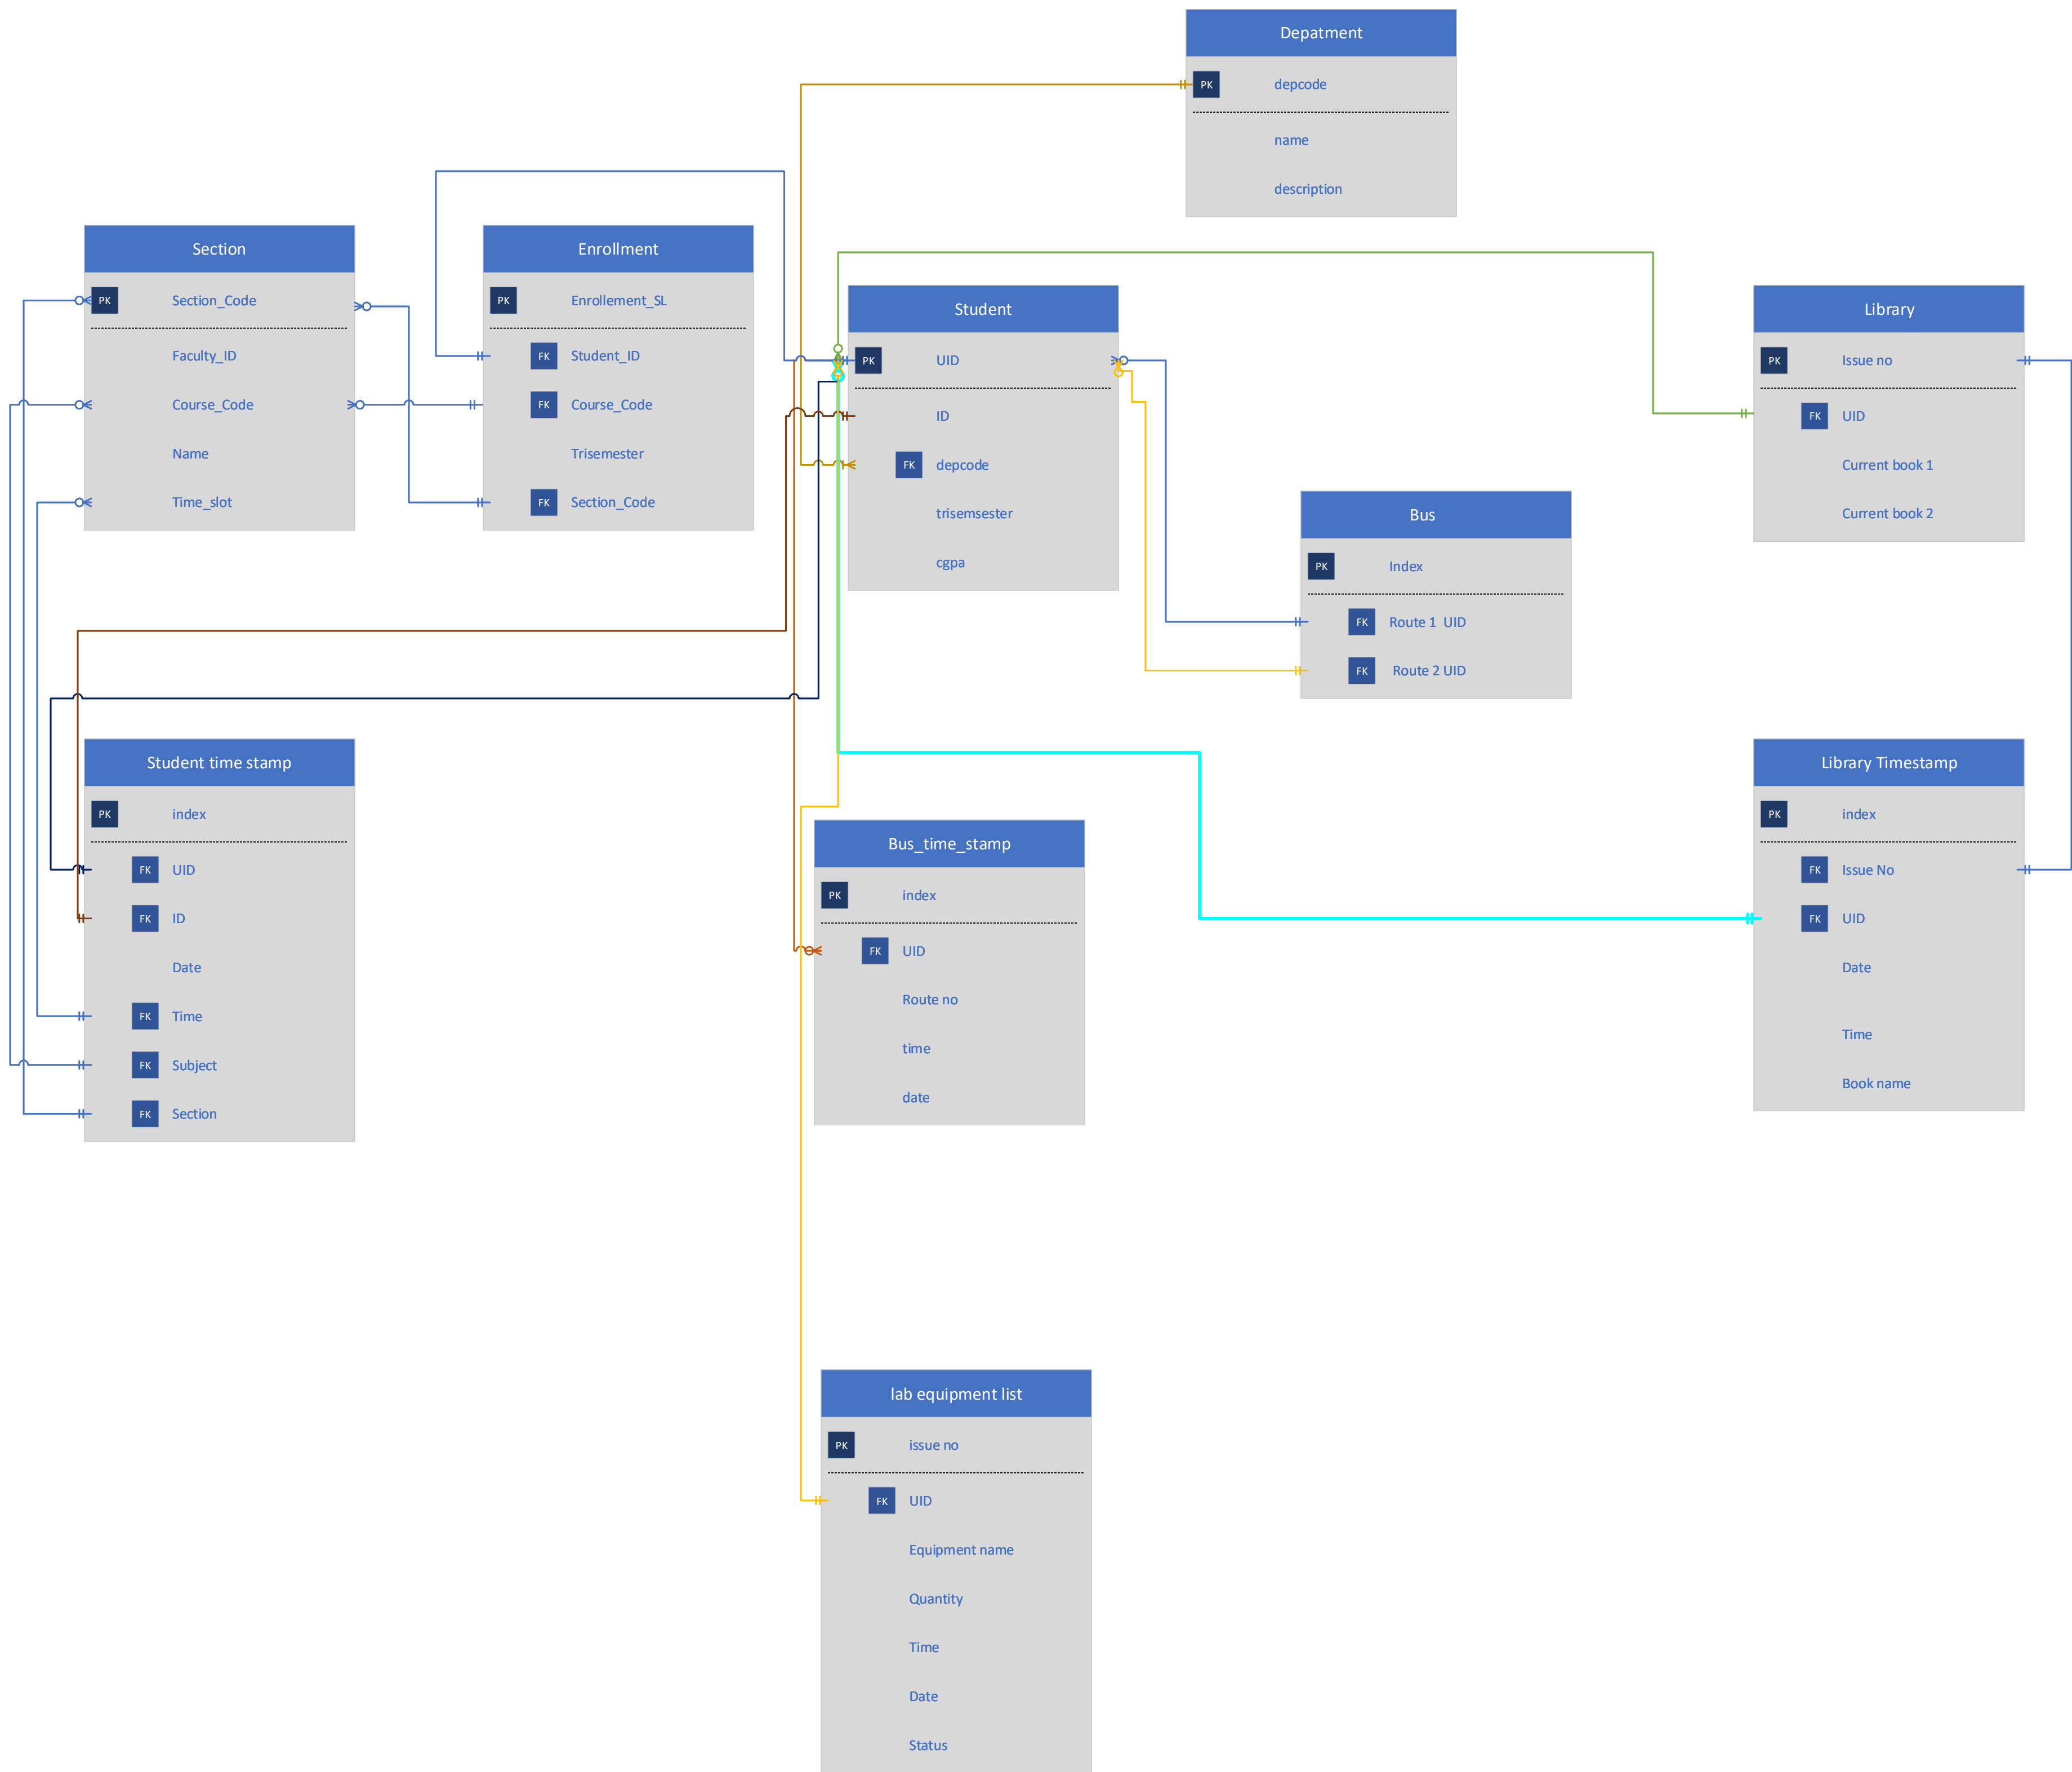 Depatment
PK depcode
name
description
Section
PK Section_Code
Faculty_ID
Course_Code
Name
Time_slot
Enrollment
PK Enrollement_SL
FK Student_ID
FK Course_Code
Trisemester
FK Section_Code
Student
PK UID
ID
FK depcode
trisemsester
cgpa
Library
PK Issue no
FK UID
Current book 1
Current book 2
Bus
PK Index
FK Route 1 UID
FK Route 2 UID
Student time stamp
PK index
FK UID
FK ID
Date
FK Time
FK Subject
FK Section
Bus_time_stamp
PK index
FK UID
Route no
time
date
Library Timestamp
PK index
FK Issue No
FK UID
Date
Time
Book name
lab equipment list
PK issue no
FK UID
Equipment name
Quantity
Time
Date
Status